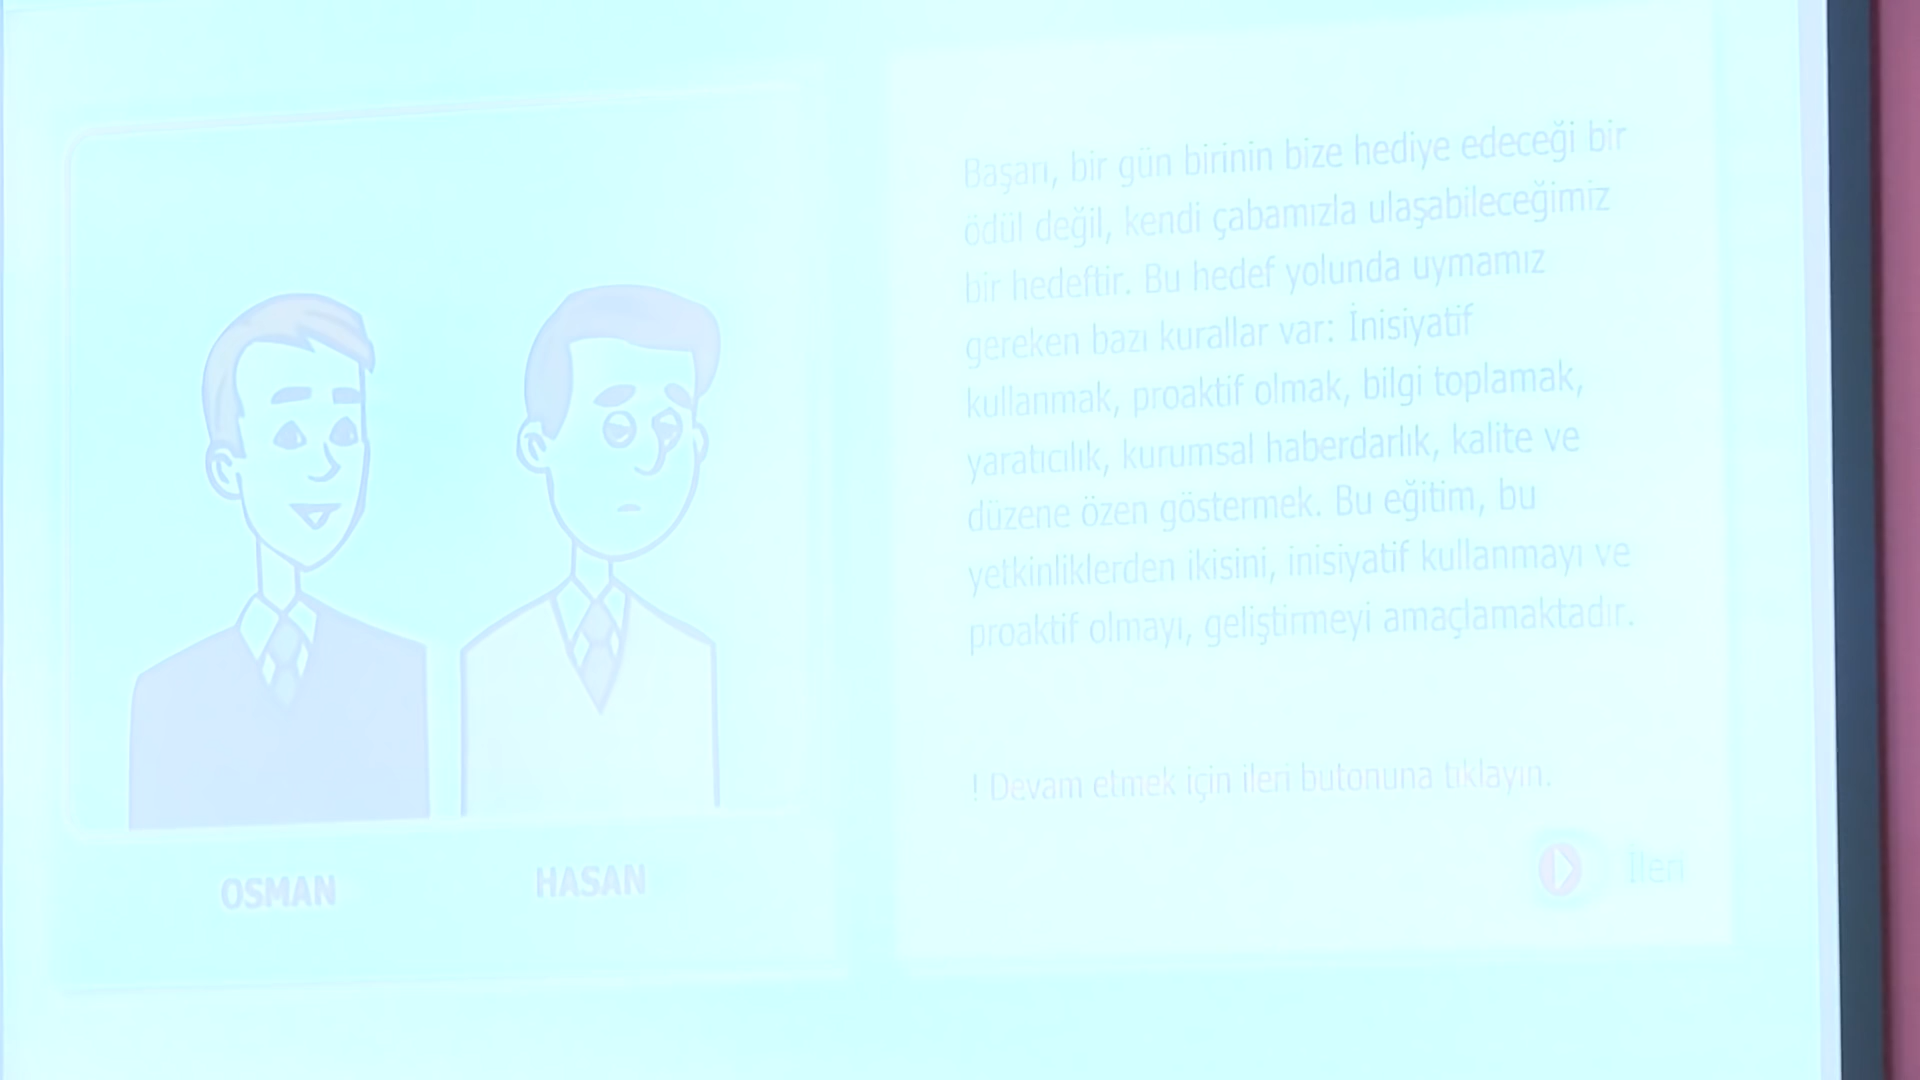 Başarı, bir gün birinin bize hediye edeceği bir
ödül değil, kendi çabamızla ulaşabileceğimiz
bir hedeftir. Bu hedef yolunda uymamız
gereken bazı kurallar var: İnisiyatif
kullanmak, proaktif olmak, bilgi toplamak,
yaratıcılık, kurumsal haberdarlık, kalite ve
düzene özen göstermek. Bu eğitim, bu
yetkinliklerden ikisini, inisiyatif kullanmayı ve
proaktif olmayı, geliştirmeyi amaçlamaktadır.
! Devam etmek için ileri butonuna tıklayın.
İleri
OSMAN
HASAN